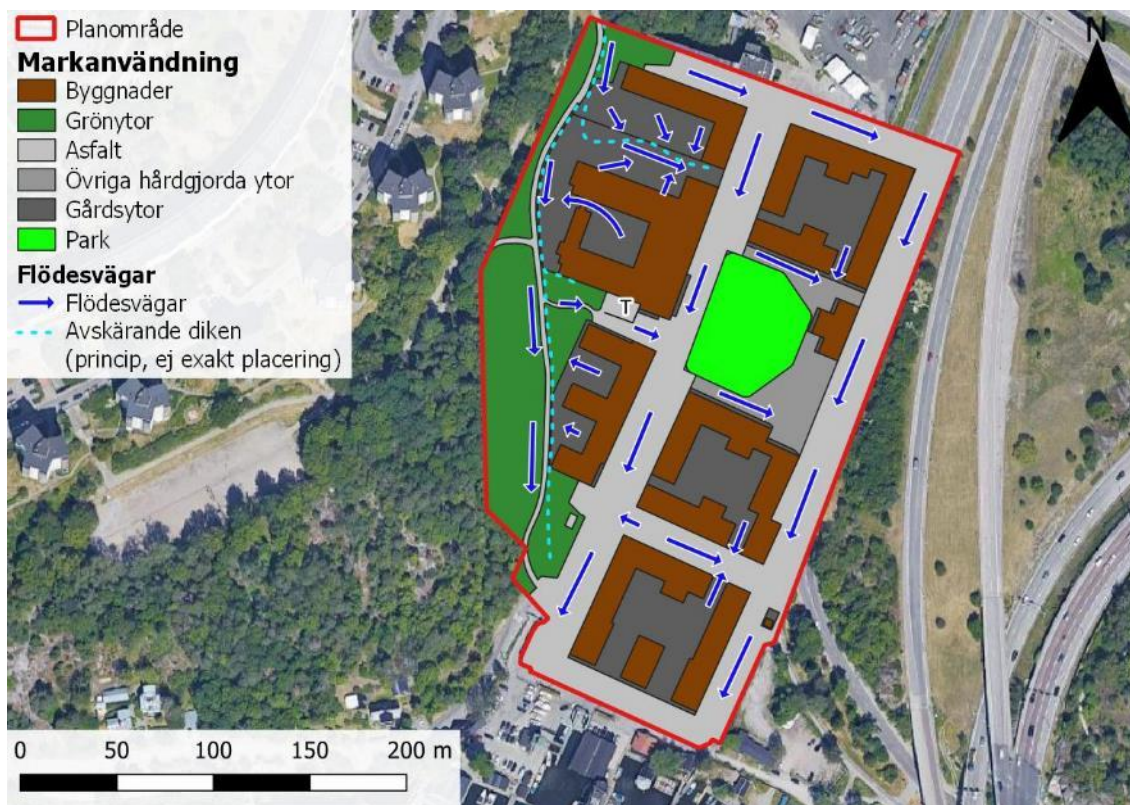 Planområde
Markanvändning
Byggnader
Grönytor
Asfalt
Övriga hårdgjorda ytor
Gårdsytor
Park
Flödesvägar
Flödesvägar
Avskärande diken
(princip, ej exakt placering)
N
T
0 50 100 150 200 m